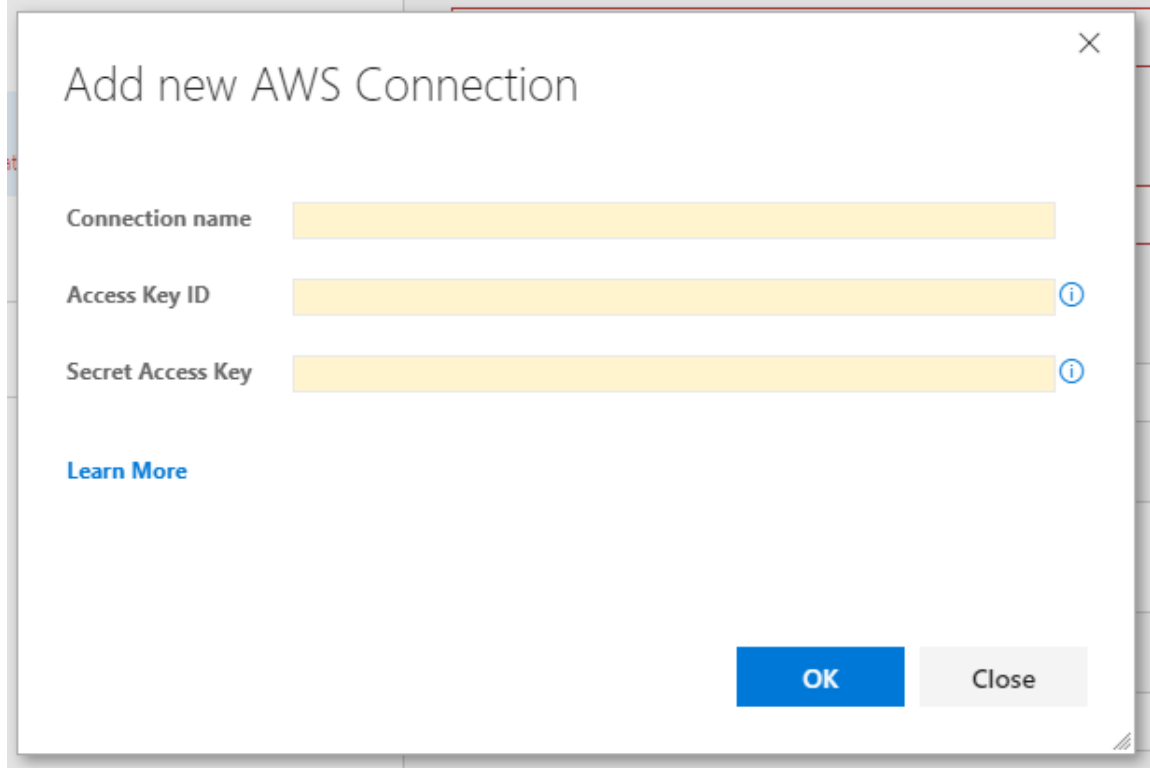 Add new AWS Connection
Connection name
Access Key ID
Secret Access Key
Learn More
OK
Close